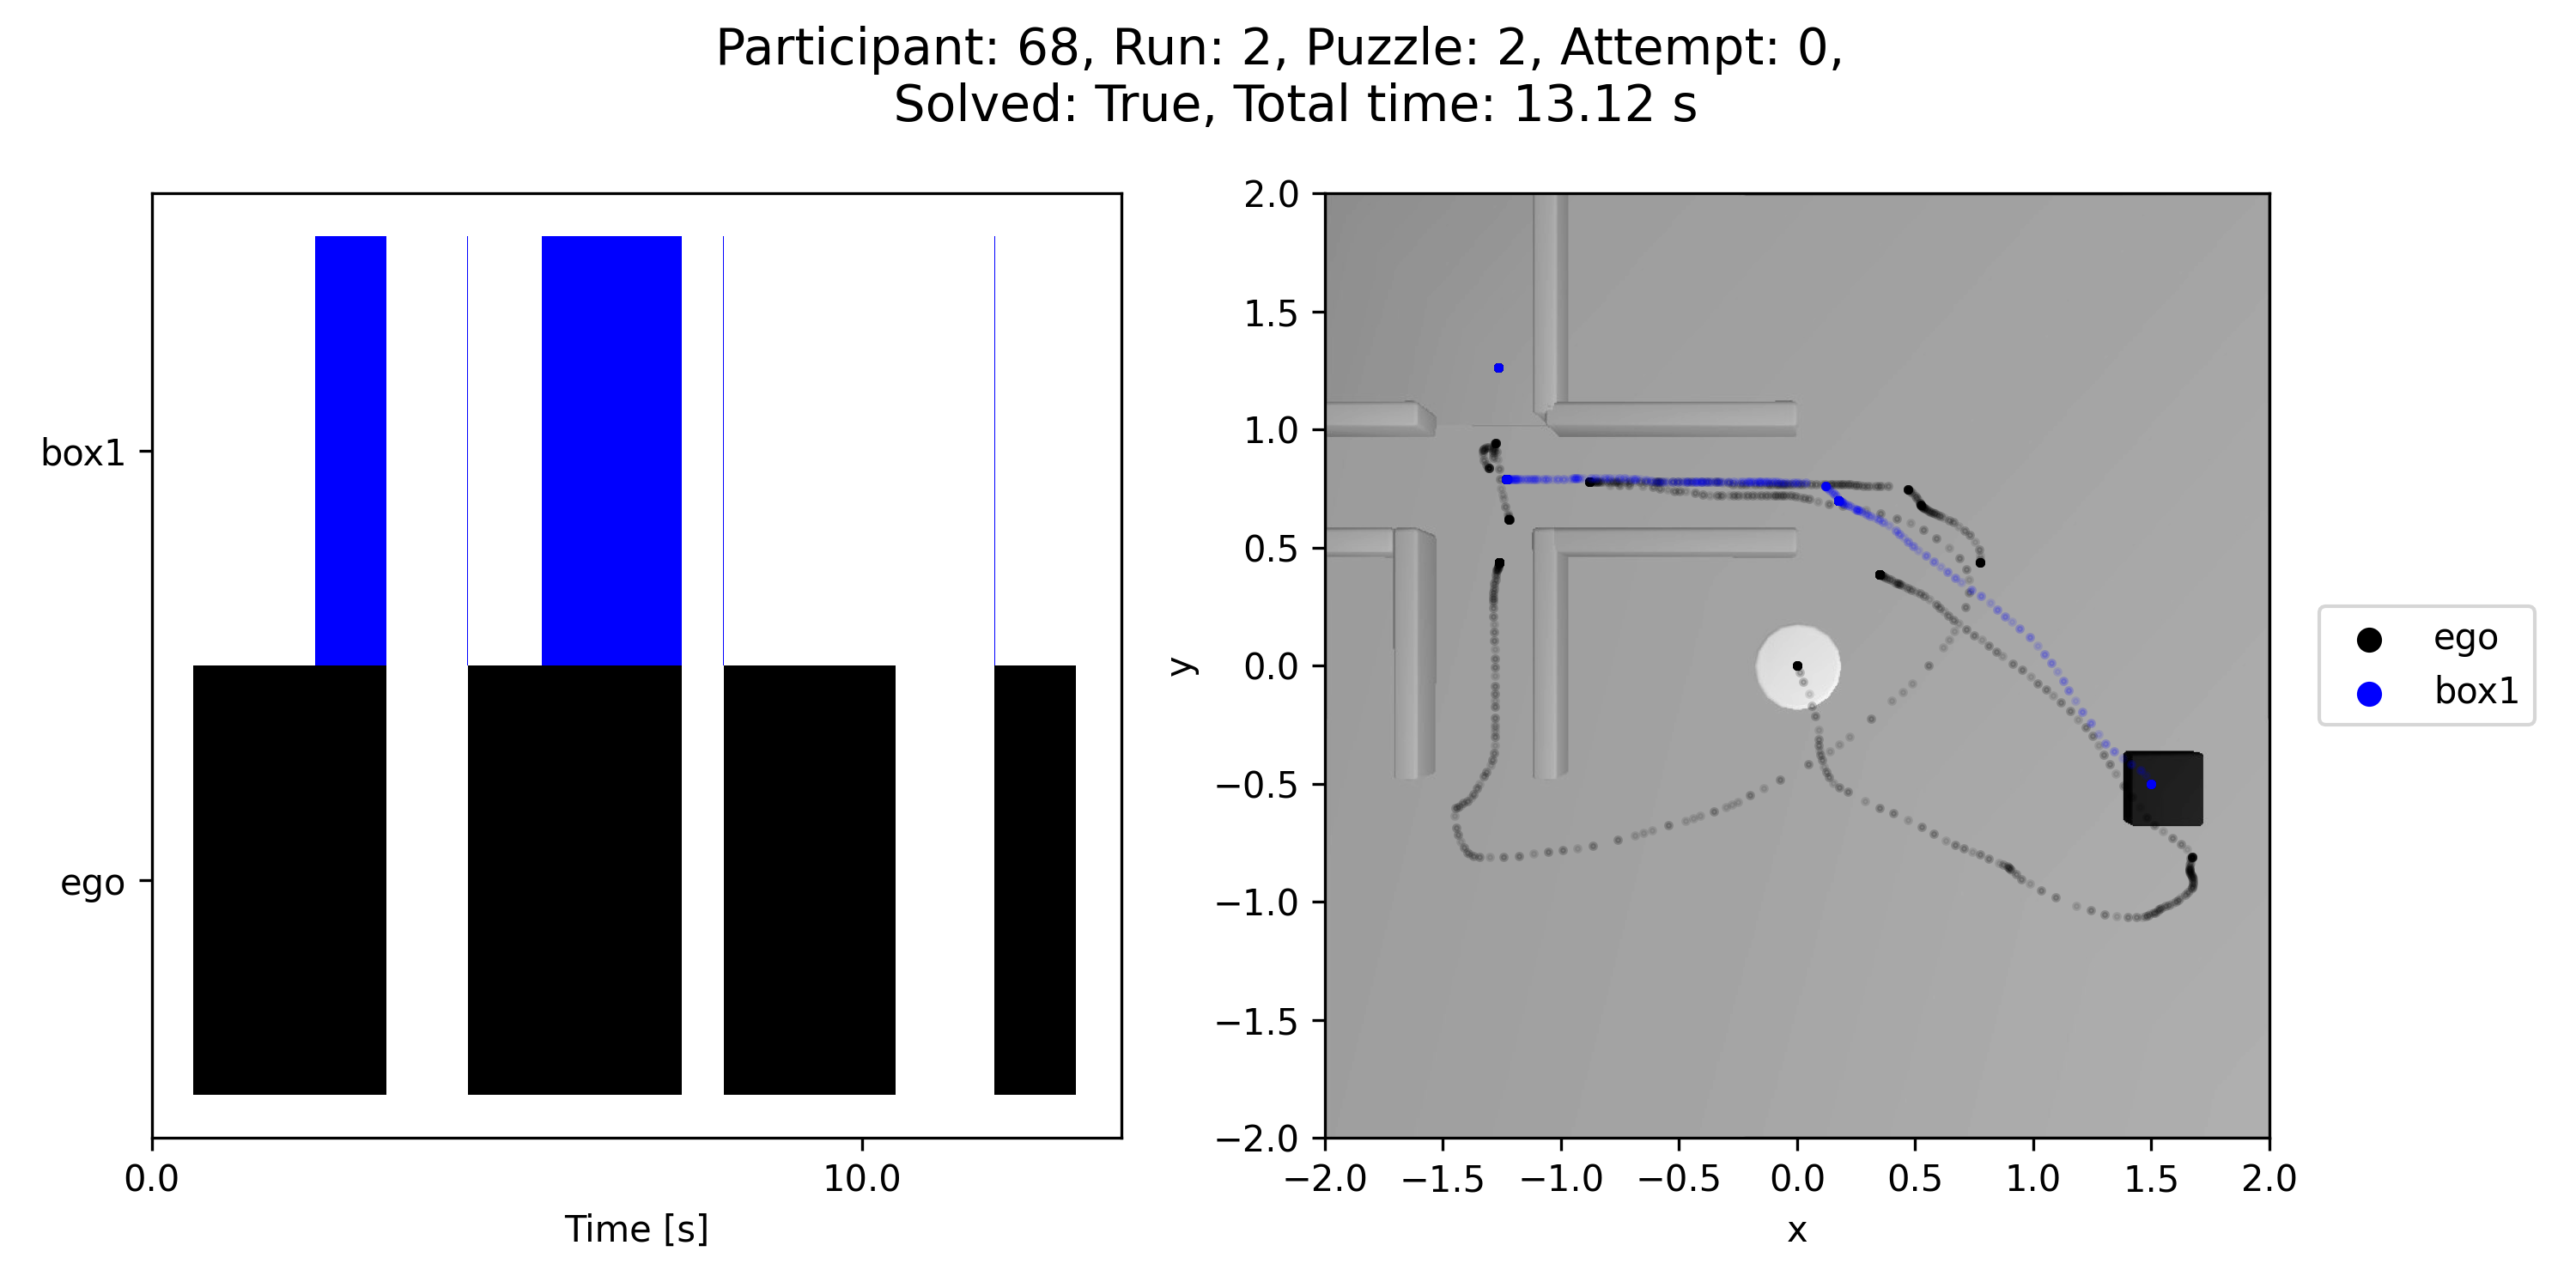 Participant: 68, Run: 2, Puzzle: 2, Attempt: 0,
Solved: True, Total time: 13.12 s
box1
ego
0.0
10.0
Time [s]
2.0
1.5
1.0
0.5
0.0
−0.5
−1.0
−1.5
−2.0
y
−2.0
−1.5
−1.0
−0.5
0.0
0.5
1.0
1.5
2.0
x
ego
box1